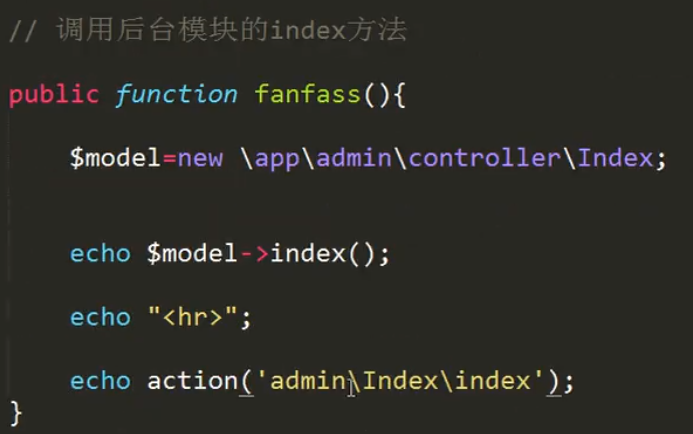 // 调用后台模块的index方法
public function fanfass(){
$model=new \app\admin\controller\Index;
echo $model->index();
echo "<hr>";
echo action('admin\Index\index');
}